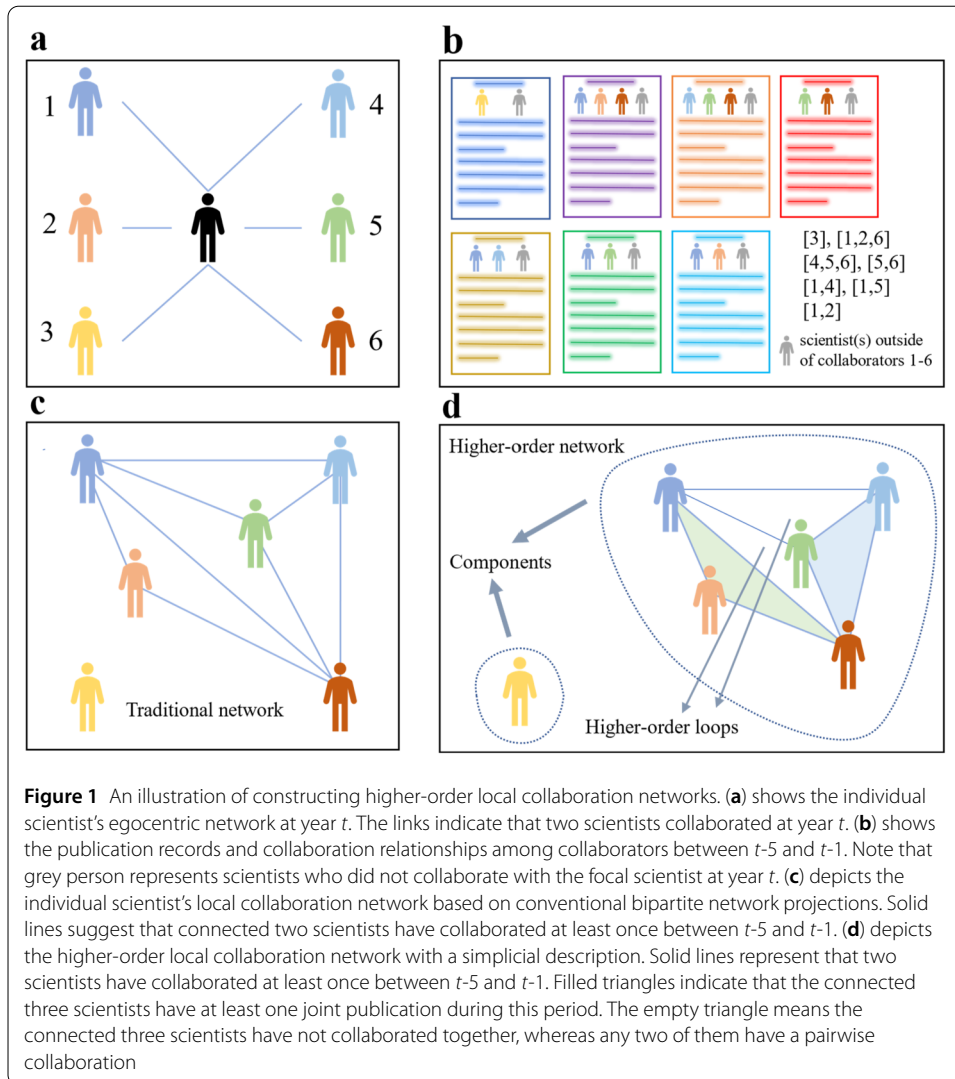 a
1
4
2
5
3
6
b
[3], [1,2,6]
[4,5,6], [5,6]
[1,4], [1,5]
[1,2]
scientist(s) outside
of collaborators 1-6
c
Traditional network
d
Higher-order network
Components
Higher-order loops
Figure 1 An illustration of constructing higher-order local collaboration networks. (a) shows the individual
scientist's egocentric network at year t. The links indicate that two scientists collaborated at year t. (b) shows
the publication records and collaboration relationships among collaborators between t-5 and t-1. Note that
grey person represents scientists who did not collaborate with the focal scientist at year t. (c) depicts the
individual scientist's local collaboration network based on conventional bipartite network projections. Solid
lines suggest that connected two scientists have collaborated at least once between t-5 and t-1. (d) depicts
the higher-order local collaboration network with a simplicial description. Solid lines represent that two
scientists have collaborated at least once between t-5 and t-1. Filled triangles indicate that the connected
three scientists have at least one joint publication during this period. The empty triangle means the
connected three scientists have not collaborated together, whereas any two of them have a pairwise
collaboration